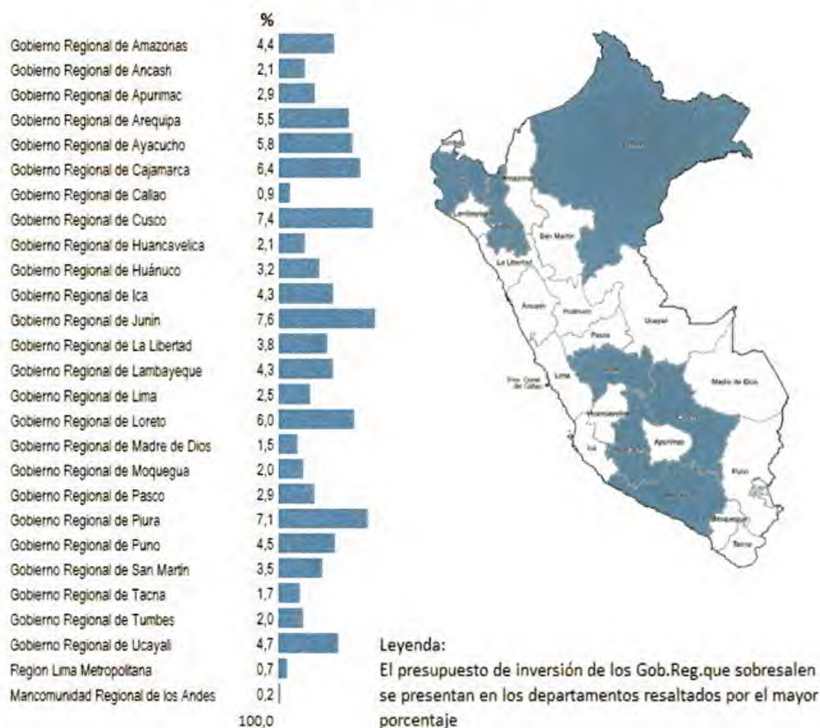 %
Gobierno Regional de Amazonas 4,4
Gobierno Regional de Ancash 2,1
Gobierno Regional de Apurimac 2,9
Gobierno Regional de Arequipa 5,5
Gobierno Regional de Ayacucho 5,8
Gobierno Regional de Cajamarca 6,4
Gobierno Regional de Callao 0,9
Gobierno Regional de Cusco 7,4
Gobierno Regional de Huancavelica 2,1
Gobierno Regional de Huánuco 3,2
Gobierno Regional de Ica 4,3
Gobierno Regional de Junin 7,6
Gobierno Regional de La Libertad 3,8
Gobierno Regional de Lambayeque 4,3
Gobierno Regional de Lima 2,5
Gobierno Regional de Loreto 6,0
Gobierno Regional de Madre de Dios 1,5
Gobierno Regional de Moquegua 2,0
Gobierno Regional de Pasco 2,9
Gobierno Regional de Piura 7,1
Gobierno Regional de Puno 4,5
Gobierno Regional de San Martin 3,5
Gobierno Regional de Tacna 1,7
Gobierno Regional de Tumbes 2,0
Gobierno Regional de Ucayali 4,7
Region Lima Metropolitana 0,7
Mancomunidad Regional de los Andes 0,2
100,0
Tumbes
Amazonas
Lambayeque
San Martin
La Libertad
Ancash
Huánuco
Ucayali
Pasco
Lima
Madre de Dios
del Callao
Huancavelica
Ica
Apurimac
Puno
Moquegua
Tacna
Leyenda:
El presupuesto de inversión de los Gob.Reg.que sobresalen
se presentan en los departamentos resaltados por el mayor
porcentaje